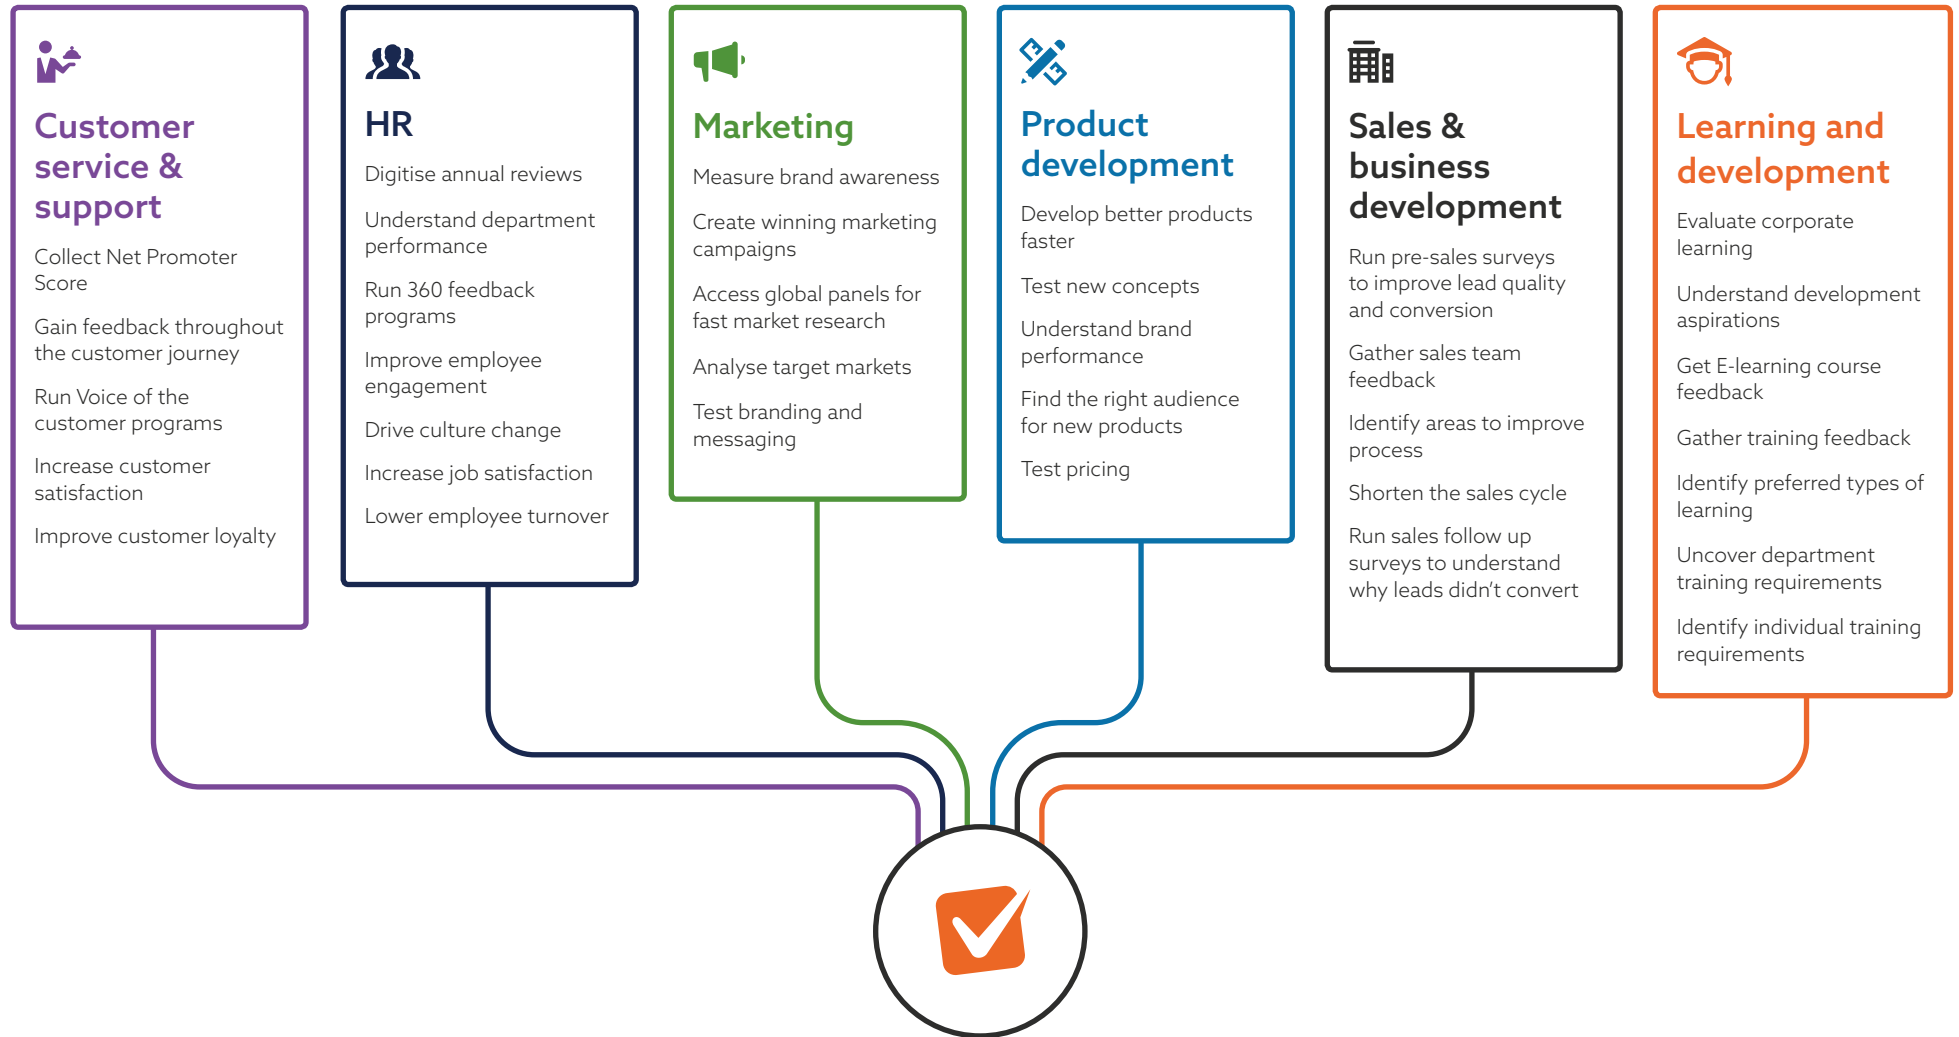 Customer
service &
support
Collect Net Promoter
Score
Gain feedback throughout
the customer journey
Run Voice of the
customer programs
Increase customer
satisfaction
Improve customer loyalty
HR
Digitise annual reviews
Understand department
performance
Run 360 feedback
programs
Improve employee
engagement
Drive culture change
Increase job satisfaction
Lower employee turnover
Marketing
Measure brand awareness
Create winning marketing
campaigns
Access global panels for
fast market research
Analyse target markets
Test branding and
messaging
Product
development
Develop better products
faster
Test new concepts
Understand brand
performance
Find the right audience
for new products
Test pricing
Sales &
business
development
Run pre-sales surveys
to improve lead quality
and conversion
Gather sales team
feedback
Identify areas to improve
process
Shorten the sales cycle
Run sales follow up
surveys to understand
why leads didn't convert
Learning and
development
Evaluate corporate
learning
Understand development
aspirations
Get E-learning course
feedback
Gather training feedback
Identify preferred types of
learning
Uncover department
training requirements
Identify individual training
requirements